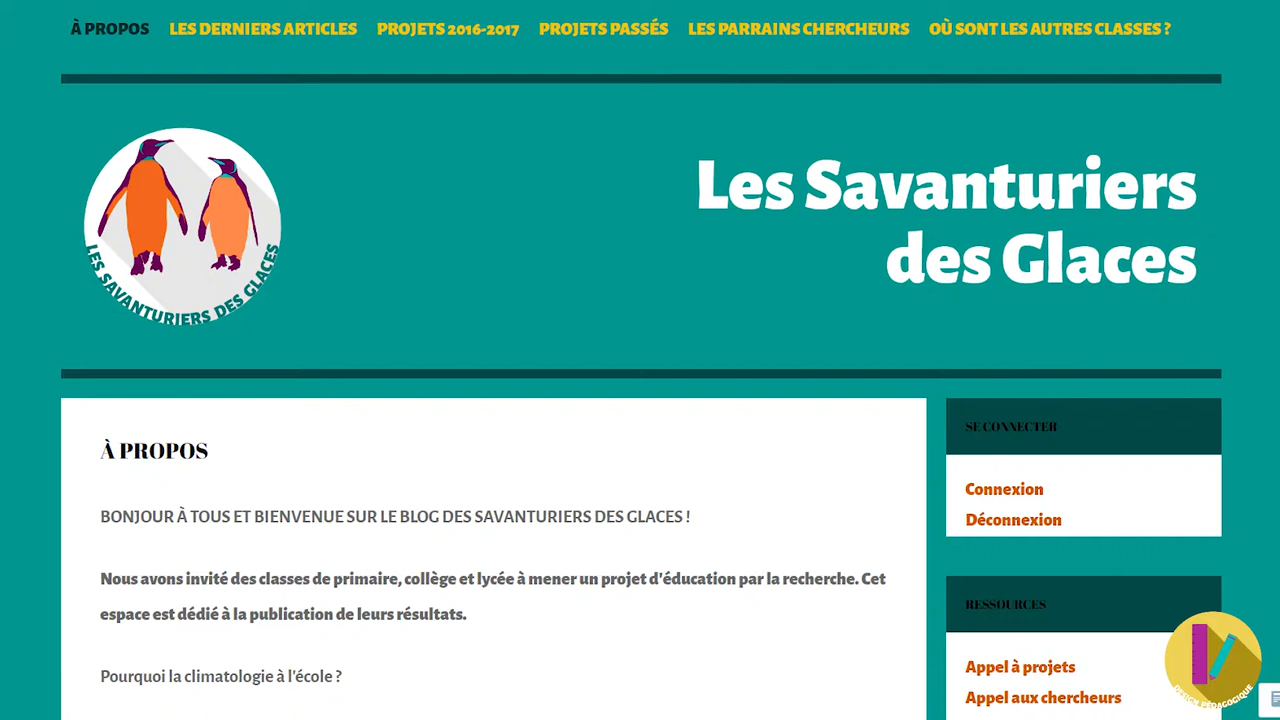 À PROPOS LES DERNIERS ARTICLES PROJETS 2016-2017 PROJETS PASSÉS LES PARRAINS CHERCHEURS OÙ SONT LES AUTRES CLASSES ?
LES SAVANTURIERS DES GLACES
Les Savanturiers
des Glaces
À PROPOS
BONJOUR À TOUS ET BIENVENUE SUR LE BLOG DES SAVANTURIERS DES GLACES !
Nous avons invité des classes de primaire, collège et lycée à mener un projet d'éducation par la recherche. Cet
espace est dédié à la publication de leurs résultats.
Pourquoi la climatologie à l'école ?
SE CONNECTER
Connexion
Déconnexion
RESSOURCES
Appel à projets
Appel aux chercheurs
DESIGN PÉDAGOGIQUE